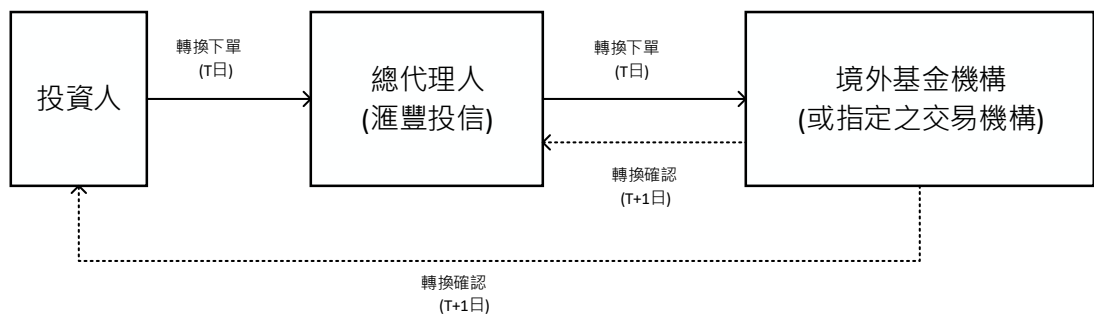 投資人
轉換下單
(T日)
總代理人
(滙豐投信)
轉換下單
(T日)
境外基金機構
(或指定之交易機構)
轉換確認
(T+1日)
轉換確認
(T+1日)